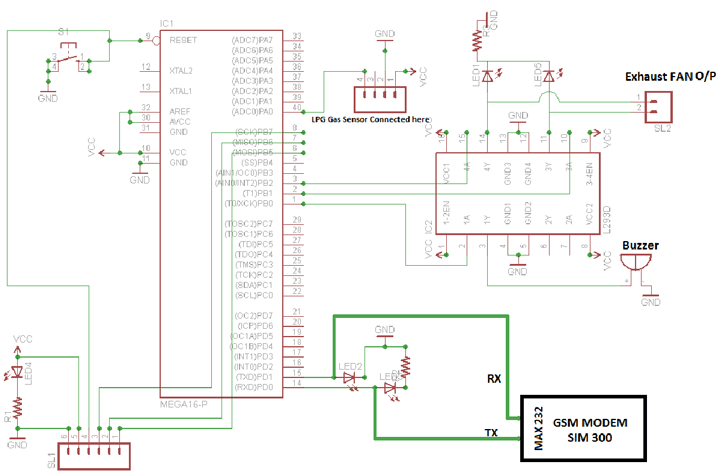 S1
GND
IC1
RESET
XTAL2
XTAL1
AREF
AVCC
GND
VCC
GND
VCC
GND
9
12
13
32
30
31
10
11
(ADC7)PA7
(ADC6)PA6
(ADC5)PA5
(ADC4)PA4
(ADC3)PA3
(ADC2)PA2
(ADC1)PA1
(ADC0)PA0
33
34
35
36
37
38
39
40
(SCK)PB7
(MISO)PB6
(MOSI)PB5
(SS)PB4
(AIN1/OC0)PB3
(AIN0/INT2)PB2
(T1)PB1
(T0/XCK)PB0
8
7
6
5
4
3
2
1
(TOSC2)PC7
(TOSC1)PC6
(TDI)PC5
(TDO)PC4
(TMS)PC3
(TCK)PC2
(SDA)PC1
(SCL)PC0
29
28
27
26
25
24
23
22
(OC2)PD7
(ICP)PD6
(OC1A)PD5
(OC1B)PD4
(INT1)PD3
(INT0)PD2
(TXD)PD1
(RXD)PD0
21
20
19
18
17
16
15
14
MEGA16-P
GND
VCC
4
3
2
1
LPG Gas Sensor Connected here
GND
LED1
LED5
Exhaust FAN O/P
1
2
SL2
VCC
16
15
14
13
12
11
10
9
VCC
GND
VCC1
4A
4Y
GND3
GND4
3Y
3A
3-4EN
IC2
L293D
1-2EN
1A
1Y
GND1
GND2
2Y
2A
VCC2
VCC
1
2
3
4
5
6
7
8
VCC
GND
Buzzer
GND
GND
LED2
RX
TX
MAX 232
GSM MODEM
SIM 300
VCC
LED4
R1
GND
SL1
6
5
4
3
2
1